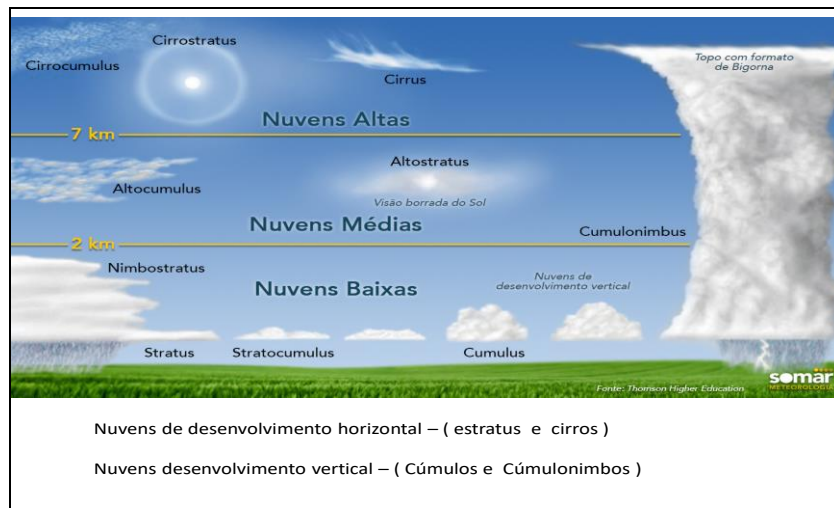 Cirrostratus
Cirrocumulus
Cirrus
Topo com formato
de Bigorna
Nuvens Altas
7 km
Altostratus
Altocumulus
Visão borrada do Sol
Nuvens Médias
Cumulonimbus
2 km
Nimbostratus
Nuvens Baixas
Nuvens de
desenvolvimento vertical
Stratus
Stratocumulus
Cumulus
Fonte: Thomson Higher Education
somar
METEOROLOGIA
Nuvens de desenvolvimento horizontal – ( estratus e cirros )
Nuvens desenvolvimento vertical – ( Cúmulos e Cúmulonimbos )